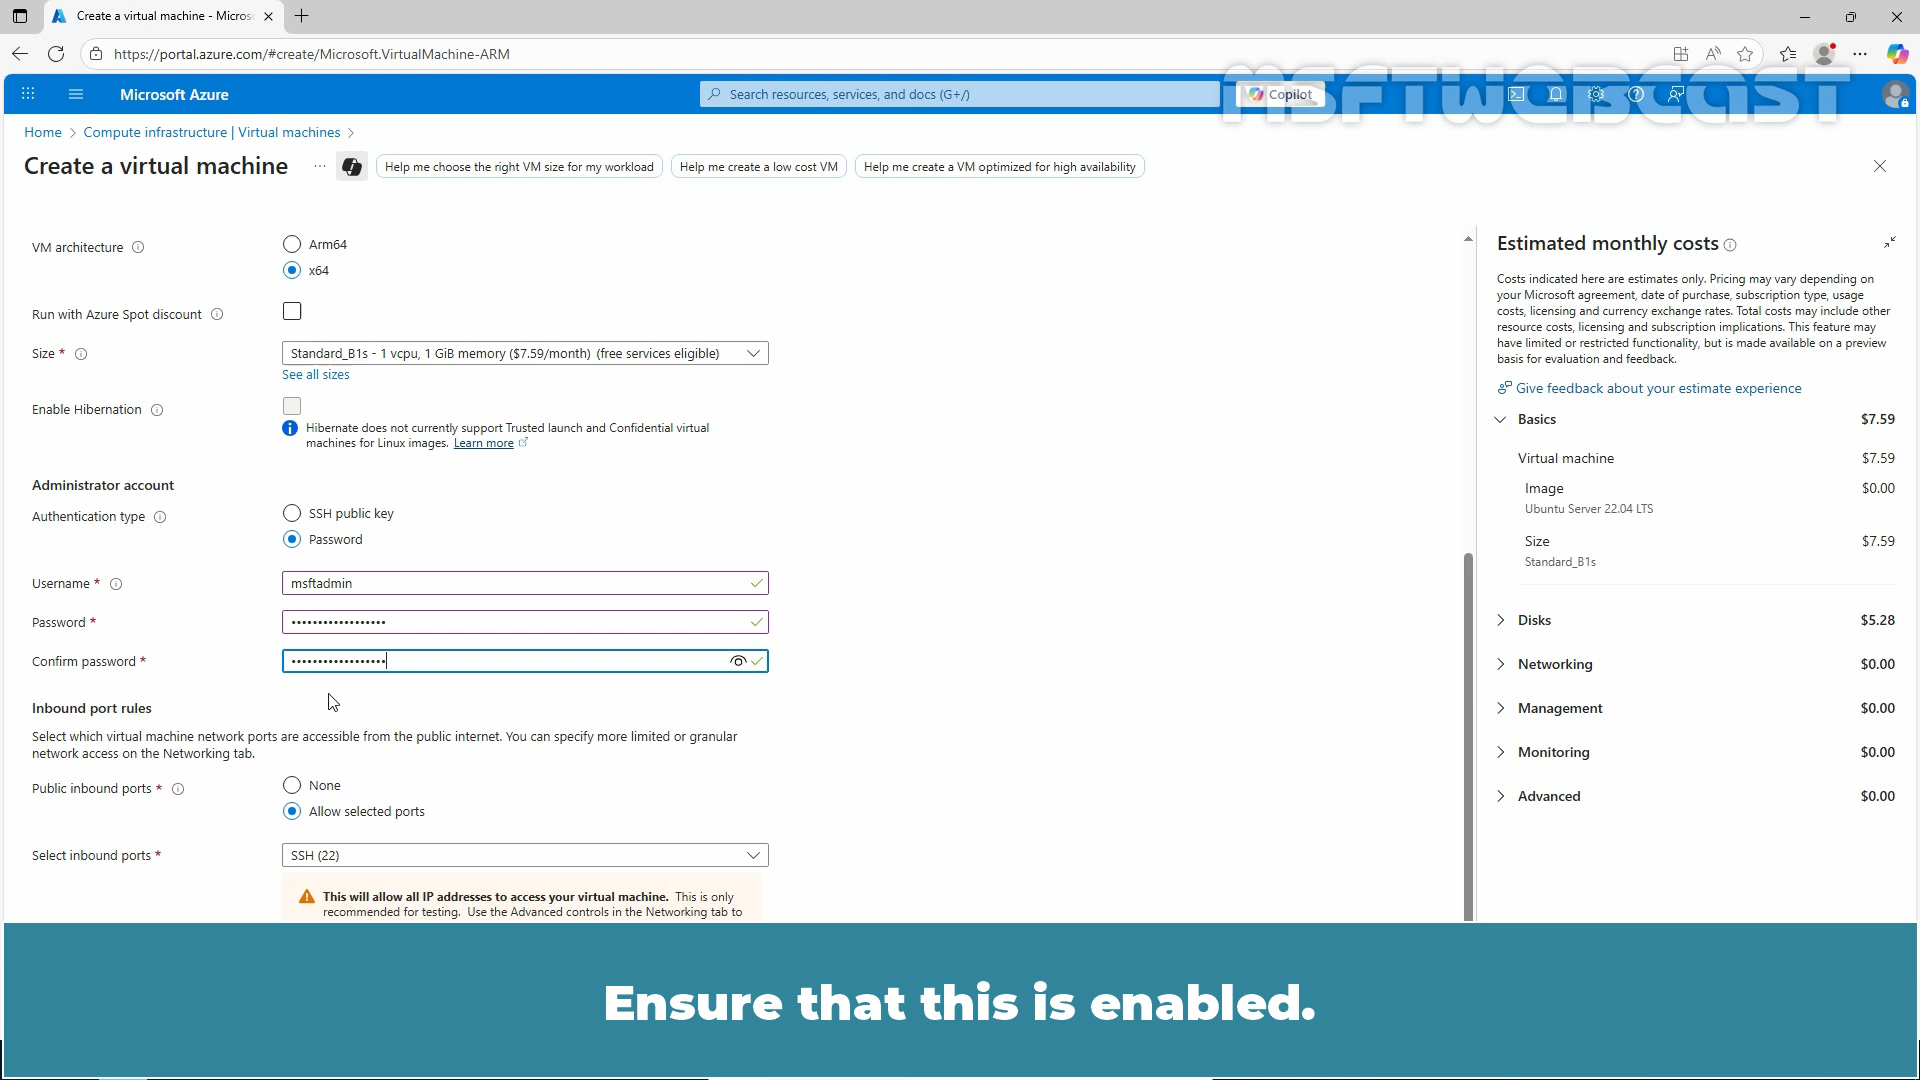 Create a virtual machine - Micros
https://portal.azure.com/#create/Microsoft.VirtualMachine-ARM
MSFTWEBCAST
Microsoft Azure
Search resources, services, and docs (G+/)
Copilot
Home > Compute infrastructure | Virtual machines >
Create a virtual machine
...
Help me choose the right VM size for my workload
Help me create a low cost VM
Help me create a VM optimized for high availability
VM architecture
Arm64
x64
Run with Azure Spot discount
Size *
Standard_B1s - 1 vcpu, 1 GiB memory ($7.59/month) (free services eligible)
See all sizes
Enable Hibernation
Hibernate does not currently support Trusted launch and Confidential virtual
machines for Linux images. Learn more
Administrator account
Authentication type
SSH public key
Password
Username *
msftadmin
Password *
••••••••••••••••••
Confirm password *
••••••••••••••••••
Inbound port rules
Select which virtual machine network ports are accessible from the public internet. You can specify more limited or granular
network access on the Networking tab.
Public inbound ports *
None
Allow selected ports
Select inbound ports *
SSH (22)
This will allow all IP addresses to access your virtual machine. This is only
recommended for testing. Use the Advanced controls in the Networking tab to
Estimated monthly costs
Costs indicated here are estimates only. Pricing may vary depending on
your Microsoft agreement, date of purchase, subscription type, usage
costs, licensing and currency exchange rates. Total costs may include other
resource costs, licensing and subscription implications. This feature may
have limited or restricted functionality, but is made available on a preview
basis for evaluation and feedback.
Give feedback about your estimate experience
Basics $7.59
Virtual machine $7.59
Image $0.00
Ubuntu Server 22.04 LTS
Size $7.59
Standard_B1s
Disks $5.28
Networking $0.00
Management $0.00
Monitoring $0.00
Advanced $0.00
Ensure that this is enabled.